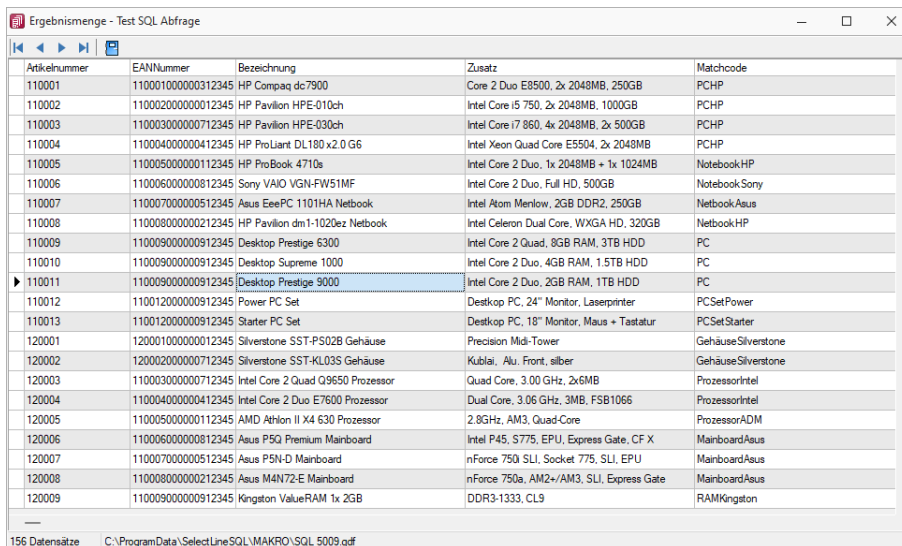 Ergebnismenge - Test SQL Abfrage
Artikelnummer EANNummer Bezeichnung Zusatz Matchcode
110001 110001000000312345 HP Compaq dc7900 Core 2 Duo E8500, 2x 2048MB, 250GB PCHP
110002 110002000000012345 HP Pavilion HPE-010ch Intel Core i5 750, 2x 2048MB, 1000GB PCHP
110003 110003000000712345 HP Pavilion HPE-030ch Intel Core i7 860, 4x 2048MB, 2x 500GB PCHP
110004 110004000000412345 HP ProLiant DL180 x2.0 G6 Intel Xeon Quad Core E5504, 2x 2048MB PCHP
110005 110005000000112345 HP ProBook 4710s Intel Core 2 Duo, 1x 2048MB + 1x 1024MB NotebookHP
110006 110006000000812345 Sony VAIO VGN-FW51MF Intel Core 2 Duo, Full HD, 500GB NotebookSony
110007 110007000000512345 Asus EeePC 1101HA Netbook Intel Atom Menlow, 2GB DDR2, 250GB NetbookAsus
110008 110008000000212345 HP Pavilion dm1-1020ez Netbook Intel Celeron Dual Core, WXGA HD, 320GB NetbookHP
110009 110009000000912345 Desktop Prestige 6300 Intel Core 2 Quad, 8GB RAM, 3TB HDD PC
110010 110009000000912345 Desktop Supreme 1000 Intel Core 2 Duo, 4GB RAM, 1.5TB HDD PC
110011 110009000000912345 Desktop Prestige 9000 Intel Core 2 Duo, 2GB RAM, 1TB HDD PC
110012 110012000000912345 Power PC Set Destkop PC, 24" Monitor, Laserprinter PCSetPower
110013 110012000000912345 Starter PC Set Destkop PC, 18" Monitor, Maus + Tastatur PCSetStarter
120001 120001000000012345 Silverstone SST-PS02B Gehäuse Precision Midi-Tower GehäuseSilverstone
120002 120002000000712345 Silverstone SST-KL03S Gehäuse Kublai, Alu. Front, silber GehäuseSilverstone
120003 110003000000712345 Intel Core 2 Quad Q9650 Prozessor Quad Core, 3.00 GHz, 2x6MB ProzessorIntel
120004 110004000000412345 Intel Core 2 Duo E7600 Prozessor Dual Core, 3.06 GHz, 3MB, FSB1066 ProzessorIntel
120005 110005000000112345 AMD Athlon II X4 630 Prozessor 2.8GHz, AM3, Quad-Core ProzessorADM
120006 110006000000812345 Asus P5Q Premium Mainboard Intel P45, S775, EPU, Express Gate, CF X MainboardAsus
120007 110007000000512345 Asus P5N-D Mainboard nForce 750i SLI, Socket 775, SLI, EPU MainboardAsus
120008 110008000000212345 Asus M4N72-E Mainboard nForce 750a, AM2+/AM3, SLI, Express Gate MainboardAsus
120009 110009000000912345 Kingston ValueRAM 1x 2GB DDR3-1333, CL9 RAMKingston
156 Datensätze C:\ProgramData\SelectLineSQL\MAKRO\SQL 5009.qdf